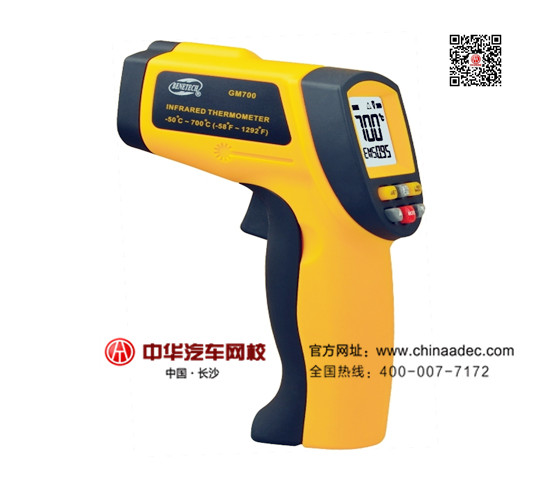 BENETECH
GM700
INFRARED THERMOMETER
-50°C ~ 700°C (-58°F ~ 1292°F)
700°C
EMS0.95
中华汽车网校
中国·长沙
官方网址：www.chinaadec.com
全国热线：400-007-7172